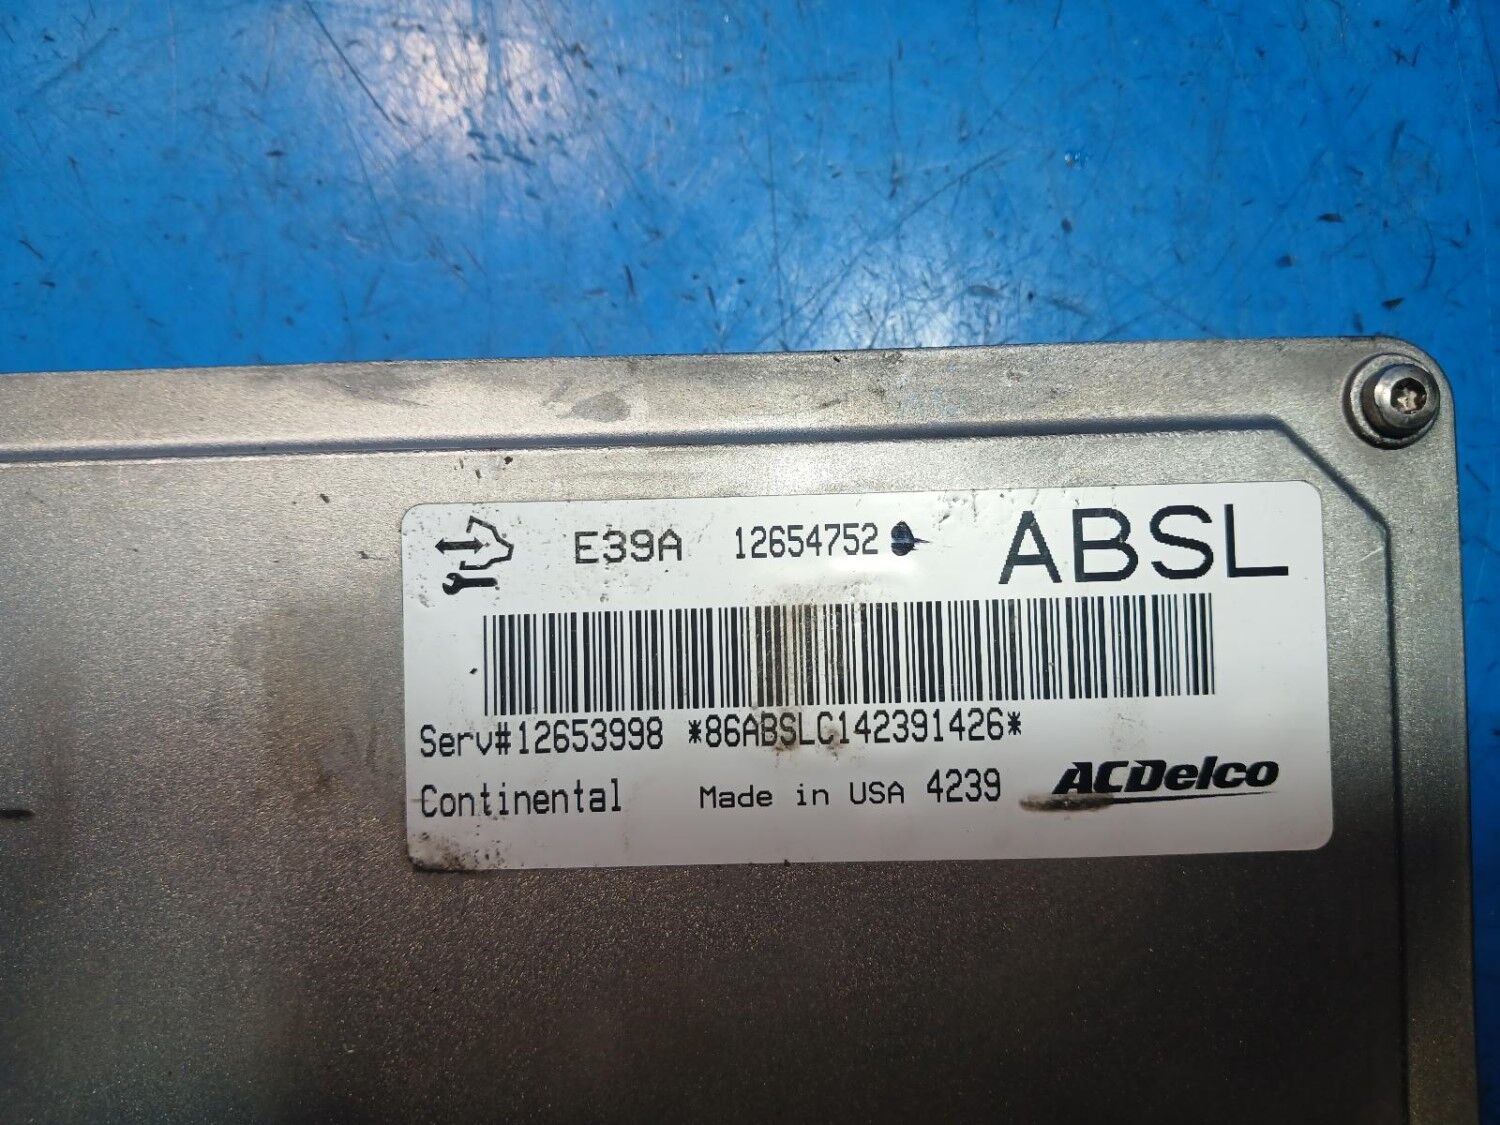 E39A 12654752 ABSL
Serv#12653998 *86ABSLC142391426*
Continental Made in USA 4239 ACDelco